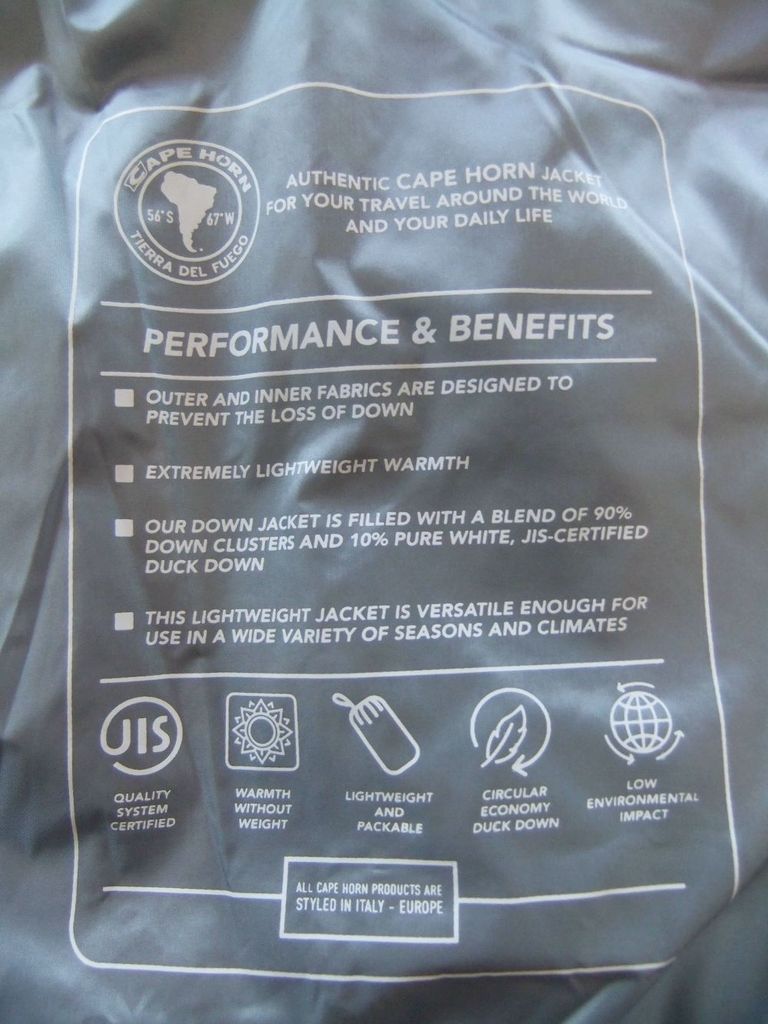 CAPE HORN
56°S 67°W
TIERRA DEL FUEGO
AUTHENTIC CAPE HORN JACKET
FOR YOUR TRAVEL AROUND THE WORLD
AND YOUR DAILY LIFE
PERFORMANCE & BENEFITS
OUTER AND INNER FABRICS ARE DESIGNED TO
PREVENT THE LOSS OF DOWN
EXTREMELY LIGHTWEIGHT WARMTH
OUR DOWN JACKET IS FILLED WITH A BLEND OF 90%
DOWN CLUSTERS AND 10% PURE WHITE, JIS-CERTIFIED
DUCK DOWN
THIS LIGHTWEIGHT JACKET IS VERSATILE ENOUGH FOR
USE IN A WIDE VARIETY OF SEASONS AND CLIMATES
JIS
QUALITY
SYSTEM
CERTIFIED
WARMTH
WITHOUT
WEIGHT
LIGHTWEIGHT
AND
PACKABLE
CIRCULAR
ECONOMY
DUCK DOWN
LOW
ENVIRONMENTAL
IMPACT
ALL CAPE HORN PRODUCTS ARE
STYLED IN ITALY - EUROPE